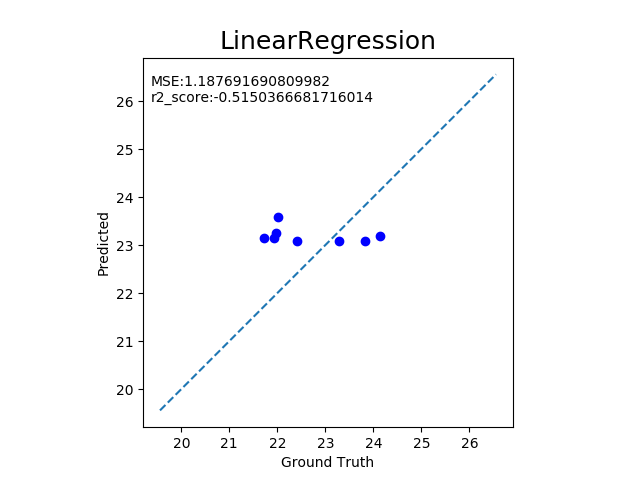 LinearRegression
MSE:1.187691690809982
r2_score:-0.5150366681716014
Predicted
26
25
24
23
22
21
20
20 21 22 23 24 25 26
Ground Truth